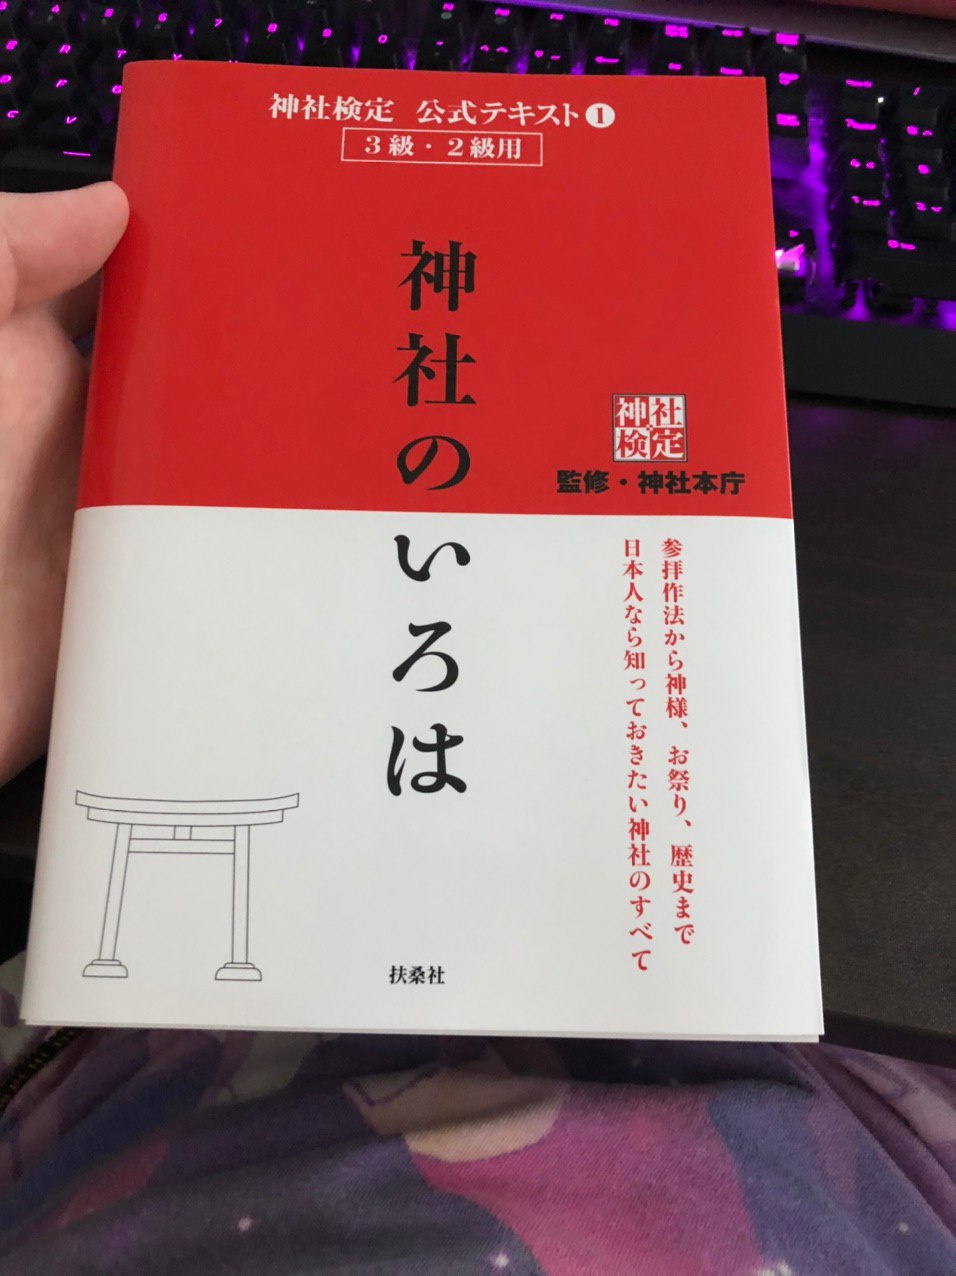 神社検定 公式テキスト❶
3級・2級用
神社のいろは
神社
検定
監修・神社本庁
参拝作法から神様、お祭り、歴史まで
日本人なら知っておきたい神社のすべて
扶桑社